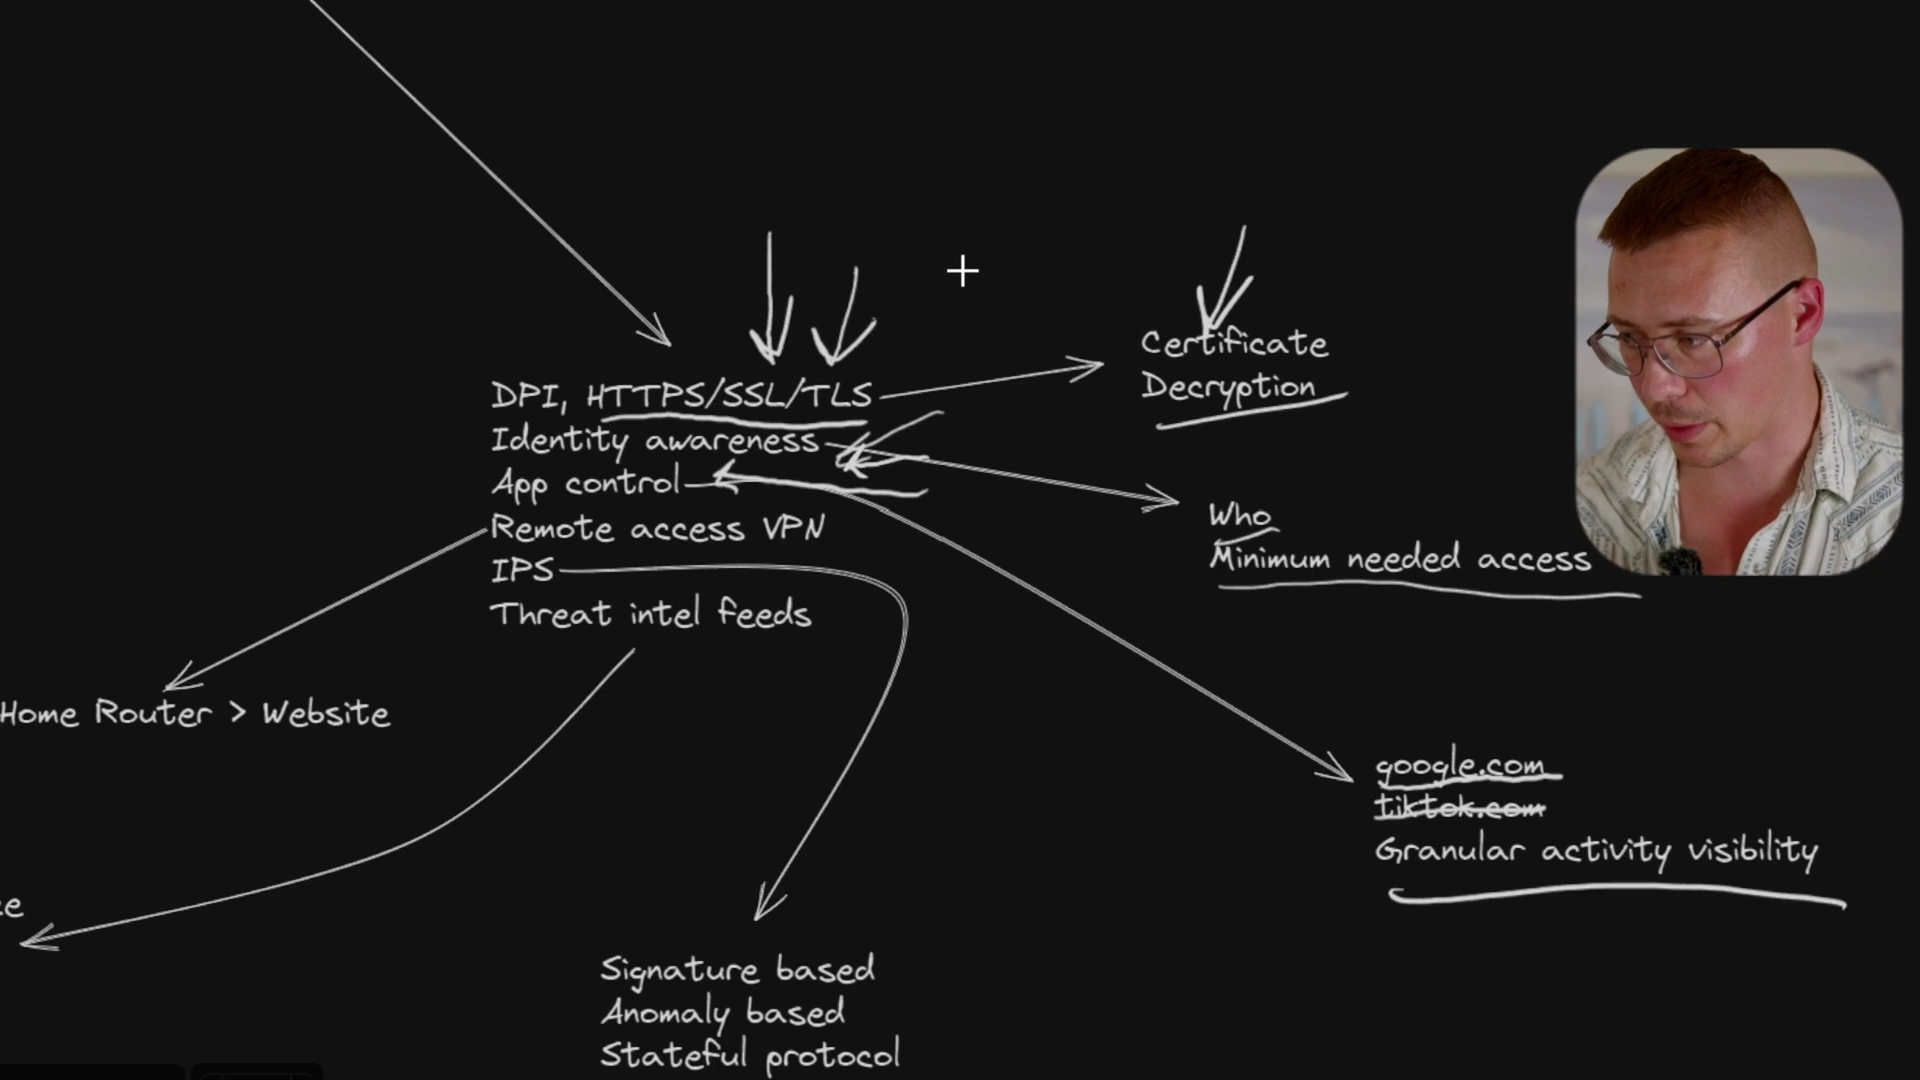 Certificate
Decryption
DPI, HTTPS/SSL/TLS
Identity awareness
App control
Remote access VPN
IPS
Threat intel feeds
Who
Minimum needed access
Home Router > Website
google.com
tiktok.com
Granular activity visibility
Signature based
Anomaly based
Stateful protocol